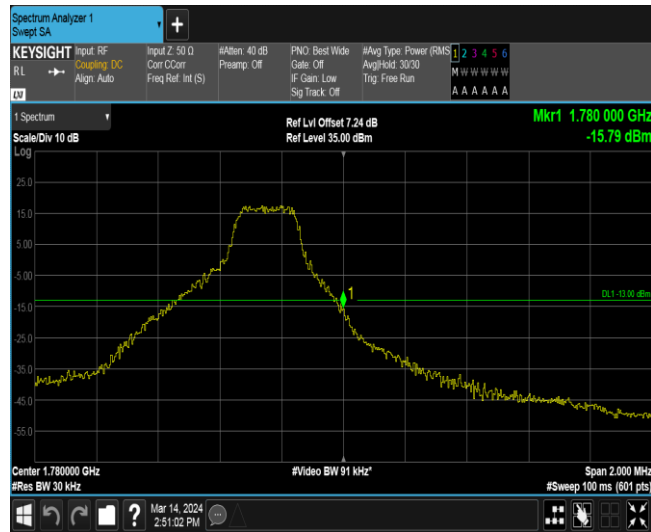 Spectrum Analyzer 1
Swept SA
KEYSIGHT
RL
LXI
Input: RF
Coupling: DC
Align: Auto
Input Z: 50 Ω
Corr CCorr
Freq Ref: Int (S)
#Atten: 40 dB
Preamp: Off
PNO: Best Wide
Gate: Off
IF Gain: Low
Sig Track: Off
#Avg Type: Power (RMS
Avg|Hold: 30/30
Trig: Free Run
1 2 3 4 5 6
M W W W W W
A A A A A A
1 Spectrum
Scale/Div 10 dB
Log
Ref Lvl Offset 7.24 dB
Ref Level 35.00 dBm
Mkr1 1.780 000 GHz
-15.79 dBm
25.0
15.0
5.00
-5.00
-15.0
-25.0
-35.0
-45.0
-55.0
1
DL1 -13.00 dBm
Center 1.780000 GHz
#Res BW 30 kHz
#Video BW 91 kHz*
Span 2.000 MHz
#Sweep 100 ms (601 pts)
?
Mar 14, 2024
2:51:02 PM